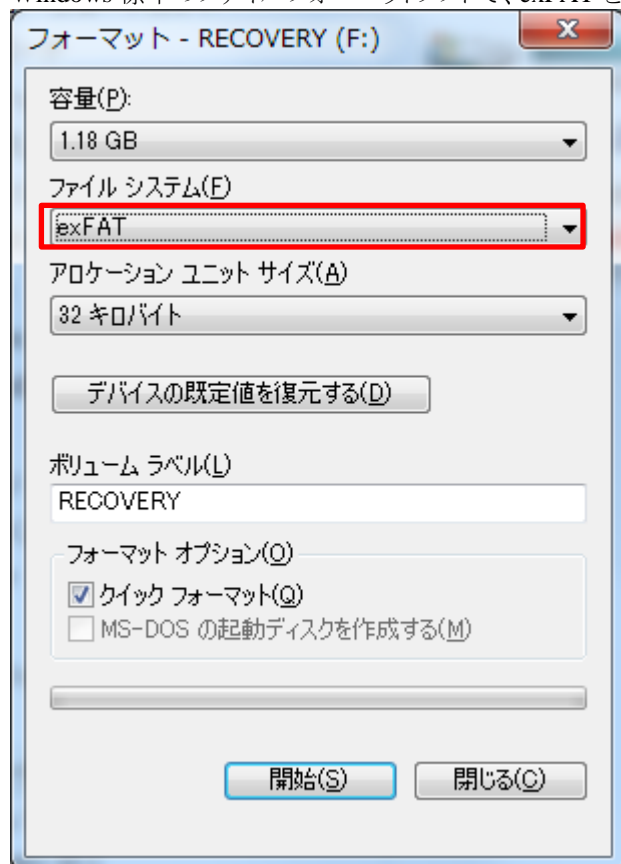 フォーマット - RECOVERY (F:)
容量(P):
1.18 GB
ファイル システム(F)
exFAT
アロケーション ユニット サイズ(A)
32 キロバイト
デバイスの既定値を復元する(D)
ボリューム ラベル(L)
RECOVERY
フォーマット オプション(O)
クイック フォーマット(Q)
MS-DOS の起動ディスクを作成する(M)
開始(S)
閉じる(C)